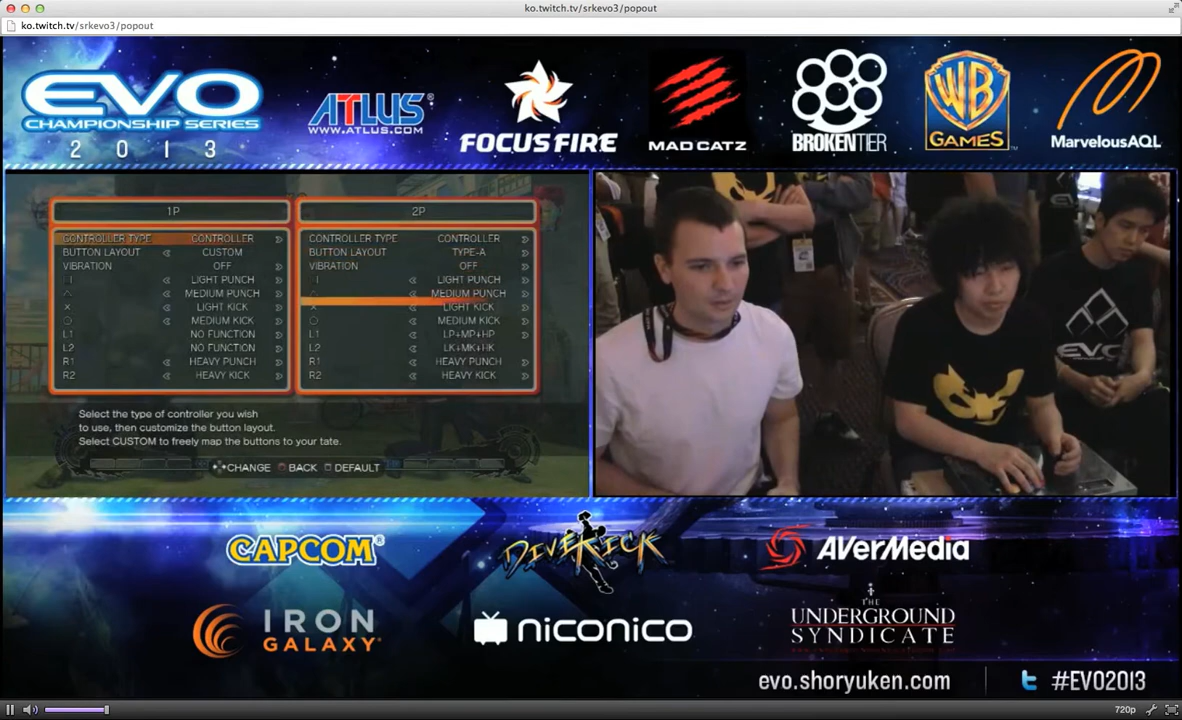 ko.twitch.tv/srkevo3/popout
ko.twitch.tv/srkevo3/popout
EVO
CHAMPIONSHIP SERIES
2013
ATLUS®
WWW.ATLUS.COM
FOCUS FIRE
MAD CATZ
BROKENTIER
WB
GAMES™
MarvelousAQL
1P
2P
CONTROLLER TYPE CONTROLLER
BUTTON LAYOUT CUSTOM
VIBRATION OFF
LIGHT PUNCH
MEDIUM PUNCH
LIGHT KICK
MEDIUM KICK
L1 NO FUNCTION
L2 NO FUNCTION
R1 HEAVY PUNCH
R2 HEAVY KICK
CONTROLLER TYPE CONTROLLER
BUTTON LAYOUT TYPE-A
VIBRATION OFF
LIGHT PUNCH
MEDIUM PUNCH
LIGHT KICK
MEDIUM KICK
L1 LP+MP+HP
L2 LK+MK+HK
R1 HEAVY PUNCH
R2 HEAVY KICK
Select the type of controller you wish
to use, then customize the button layout.
Select CUSTOM to freely map the buttons to your tate.
CHANGE BACK DEFAULT
EVO
CAPCOM®
DIVEKICK
AVerMedia
IRON
GALAXY
niconico
THE
UNDERGROUND
SYNDICATE
evo.shoryuken.com
#EVO2013
720p